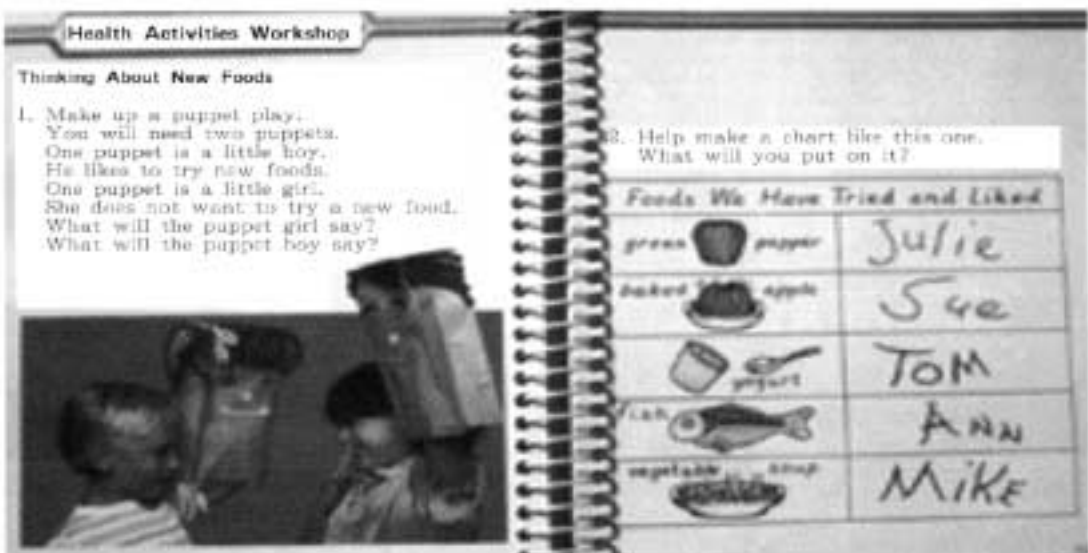 Health Activities Workshop
Thinking About New Foods
1. Make up a puppet play.
You will need two puppets.
One puppet is a little boy.
He likes to try new foods.
One puppet is a little girl.
She does not want to try a new food.
What will the puppet girl say?
What will the puppet boy say?
2. Help make a chart like this one.
What will you put on it?
Foods We Have Tried and Liked
green pepper Julie
baked apple Sue
yogurt TOM
fish ANN
vegetable soup MiKE